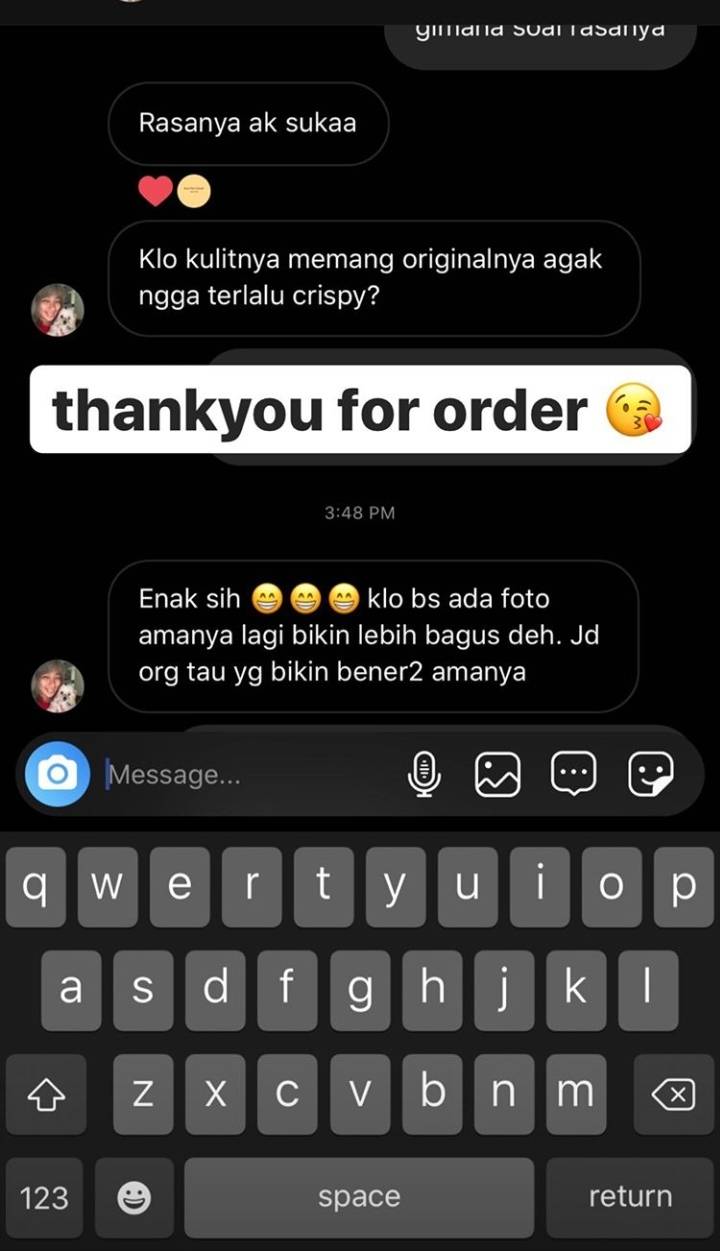 gimana soal rasanya
Rasanya ak sukaa
Klo kulitnya memang originalnya agak
ngga terlalu crispy?
thankyou for order 😘
3:48 PM
Enak sih 😁😁😁 klo bs ada foto
amanya lagi bikin lebih bagus deh. Jd
org tau yg bikin bener2 amanya
Message...
q w e r t y u i o p
a s d f g h j k l
z x c v b n m
123 space return